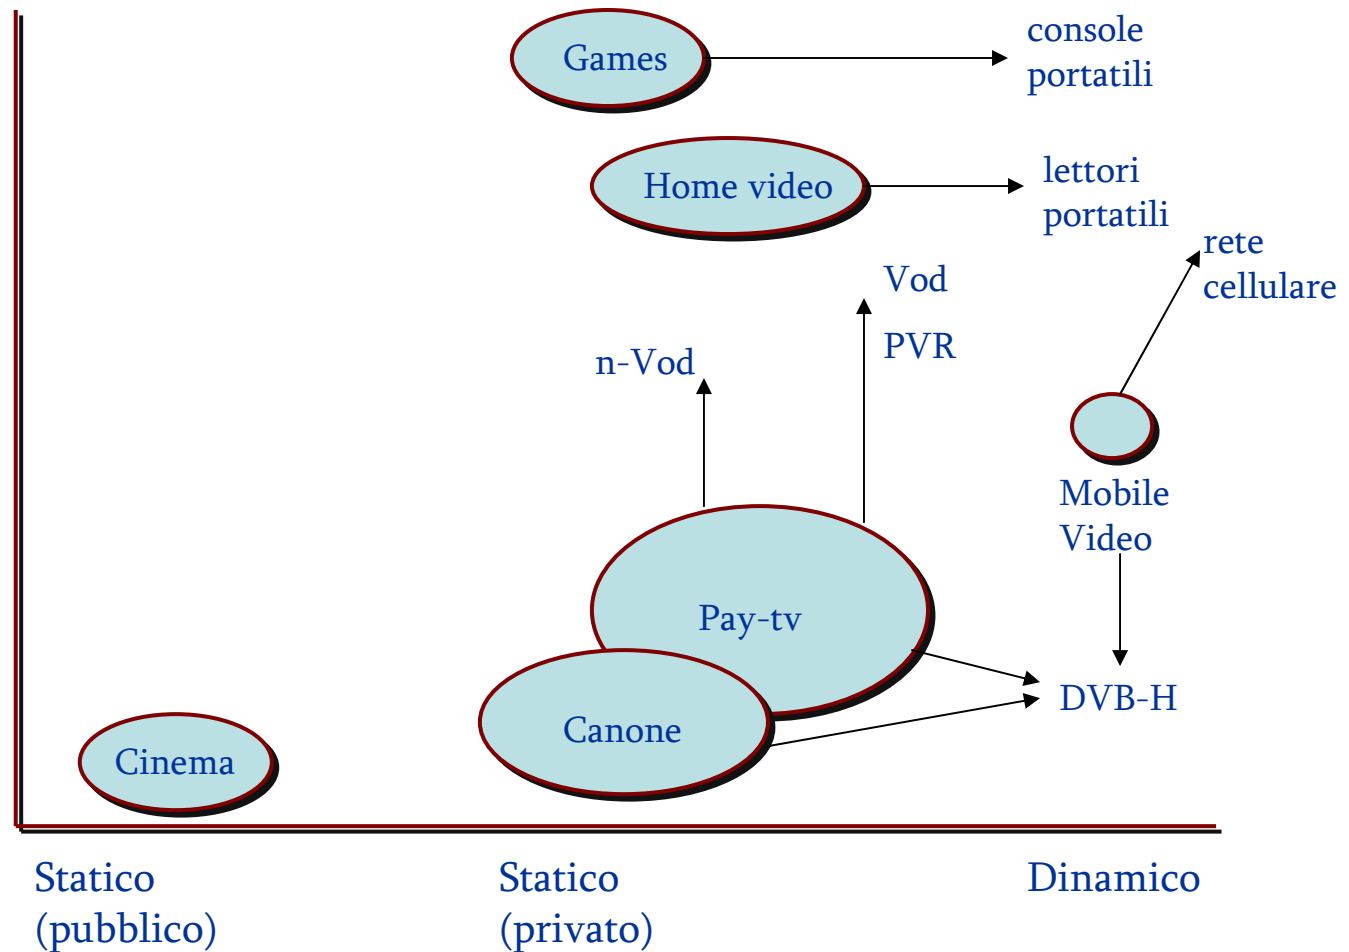 Games
console
portatili
Home video
lettori
portatili
rete
cellulare
Vod
PVR
n-Vod
Mobile
Video
Pay-tv
DVB-H
Canone
Cinema
Statico
(pubblico)
Statico
(privato)
Dinamico